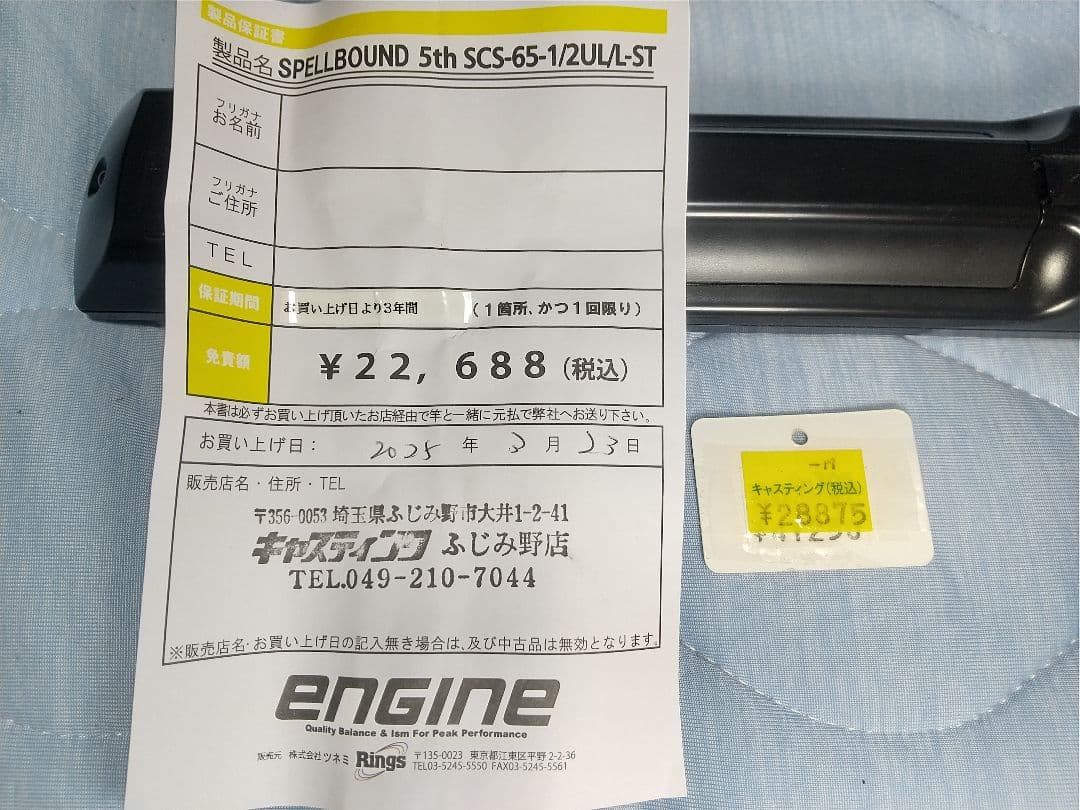 製品保証書
製品名 SPELLBOUND 5th SCS-65-1/2UL/L-ST
フリガナ
お名前
フリガナ
ご住所
TEL
保証期間 お買い上げ日より3年間 (1箇所、かつ1回限り)
免責額 ¥22,688(税込)
本書は必ずお買い上げ頂いたお店経由で竿と一緒に元払で弊社へお送り下さい。
お買い上げ日: 2025 年 3 月 23 日
販売店名・住所・TEL
〒356-0053 埼玉県ふじみ野市大井1-2-41
キャスティング ふじみ野店
TEL.049-210-7044
※販売店名・お買い上げ日の記入無き場合は、及び中古品は無効となります。
ENGINE
Quality Balance & Ism For Peak Performance
販売元 株式会社ツネミ Rings 〒135-0023 東京都江東区平野2-2-36
TEL03-5245-5550 FAX03-5245-5561
キャスティング(税込)
¥28875